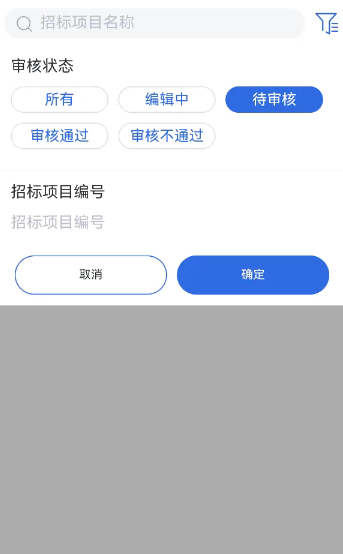 招标项目名称
审核状态
所有 编辑中 待审核
审核通过 审核不通过
招标项目编号
招标项目编号
取消 确定